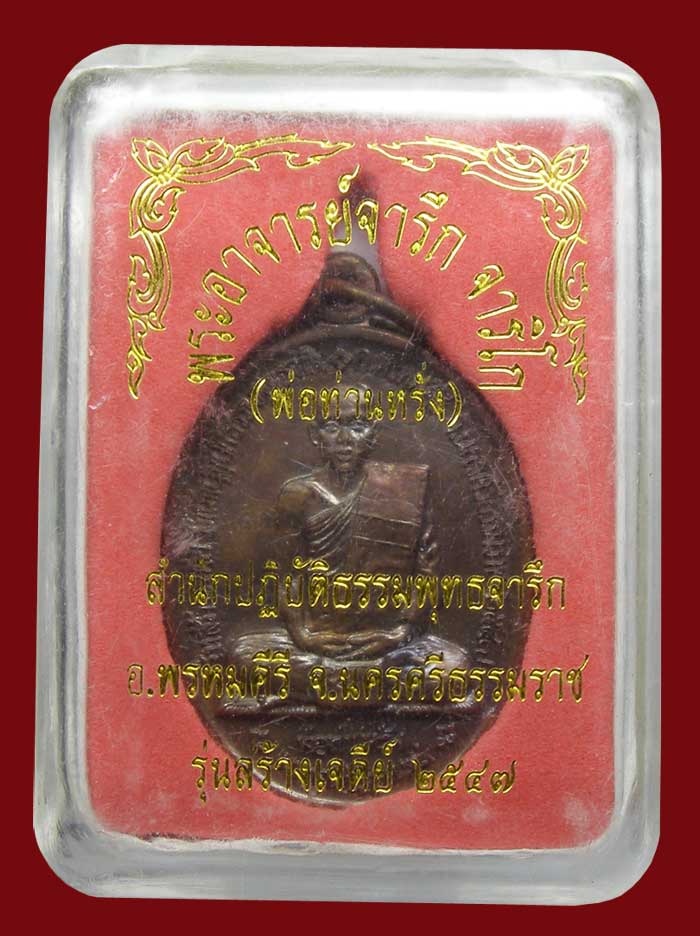 พระอาจารย์จารึก จารโก
(พ่อท่านหรั่ง)
สำนักปฏิบัติธรรมพุทธจารึก
อ.พรหมคีรี จ.นครศรีธรรมราช
รุ่นสร้างเจดีย์ ๒๕๔๗